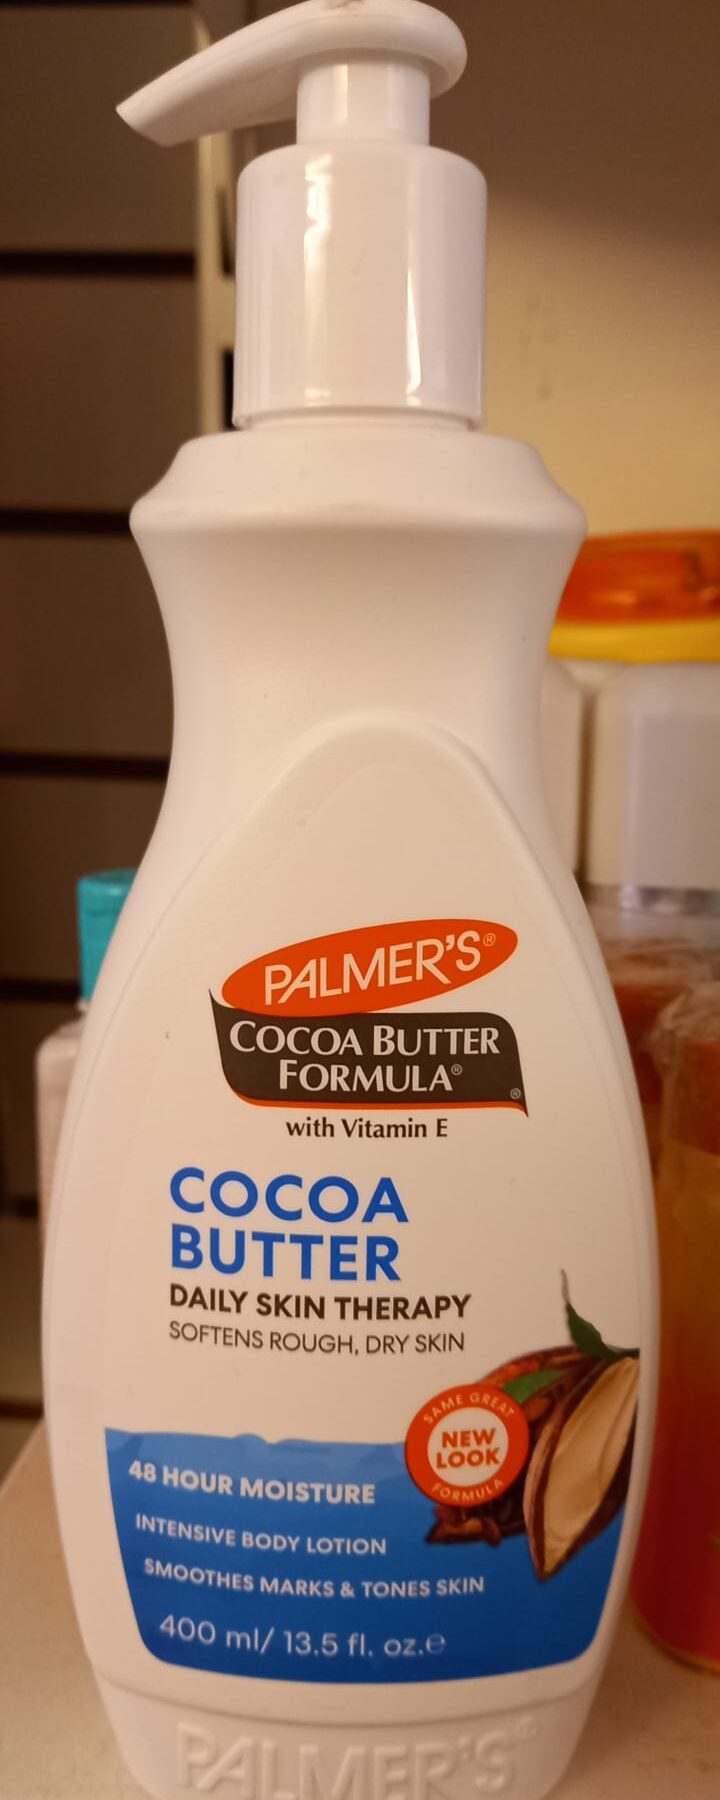 PALMER'S®
COCOA BUTTER
FORMULA®
®
with Vitamin E
COCOA
BUTTER
DAILY SKIN THERAPY
SOFTENS ROUGH, DRY SKIN
SAME GREAT
NEW
LOOK
FORMULA
48 HOUR MOISTURE
INTENSIVE BODY LOTION
SMOOTHES MARKS & TONES SKIN
400 ml/ 13.5 fl. oz.℮
PALMER'S®